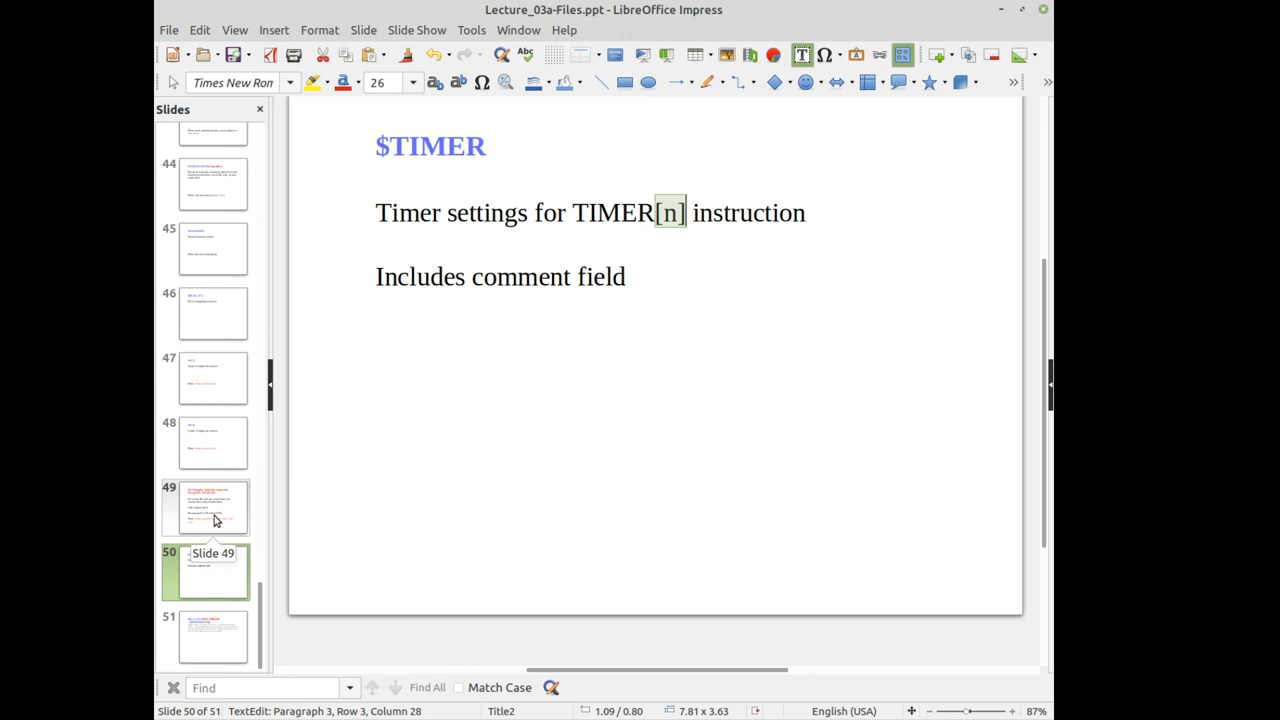 Lecture_03a-Files.ppt - LibreOffice Impress
File Edit View Insert Format Slide Slide Show Tools Window Help
Times New Rom 26
Slides
44
45
46
47
48
49
50
51
Slide 49
$TIMER
Timer settings for TIMER[n] instruction
Includes comment field
Find Find All Match Case
Slide 50 of 51 TextEdit: Paragraph 3, Row 3, Column 28 Title2 1.09 / 0.80 7.81 x 3.63 English (USA) 87%